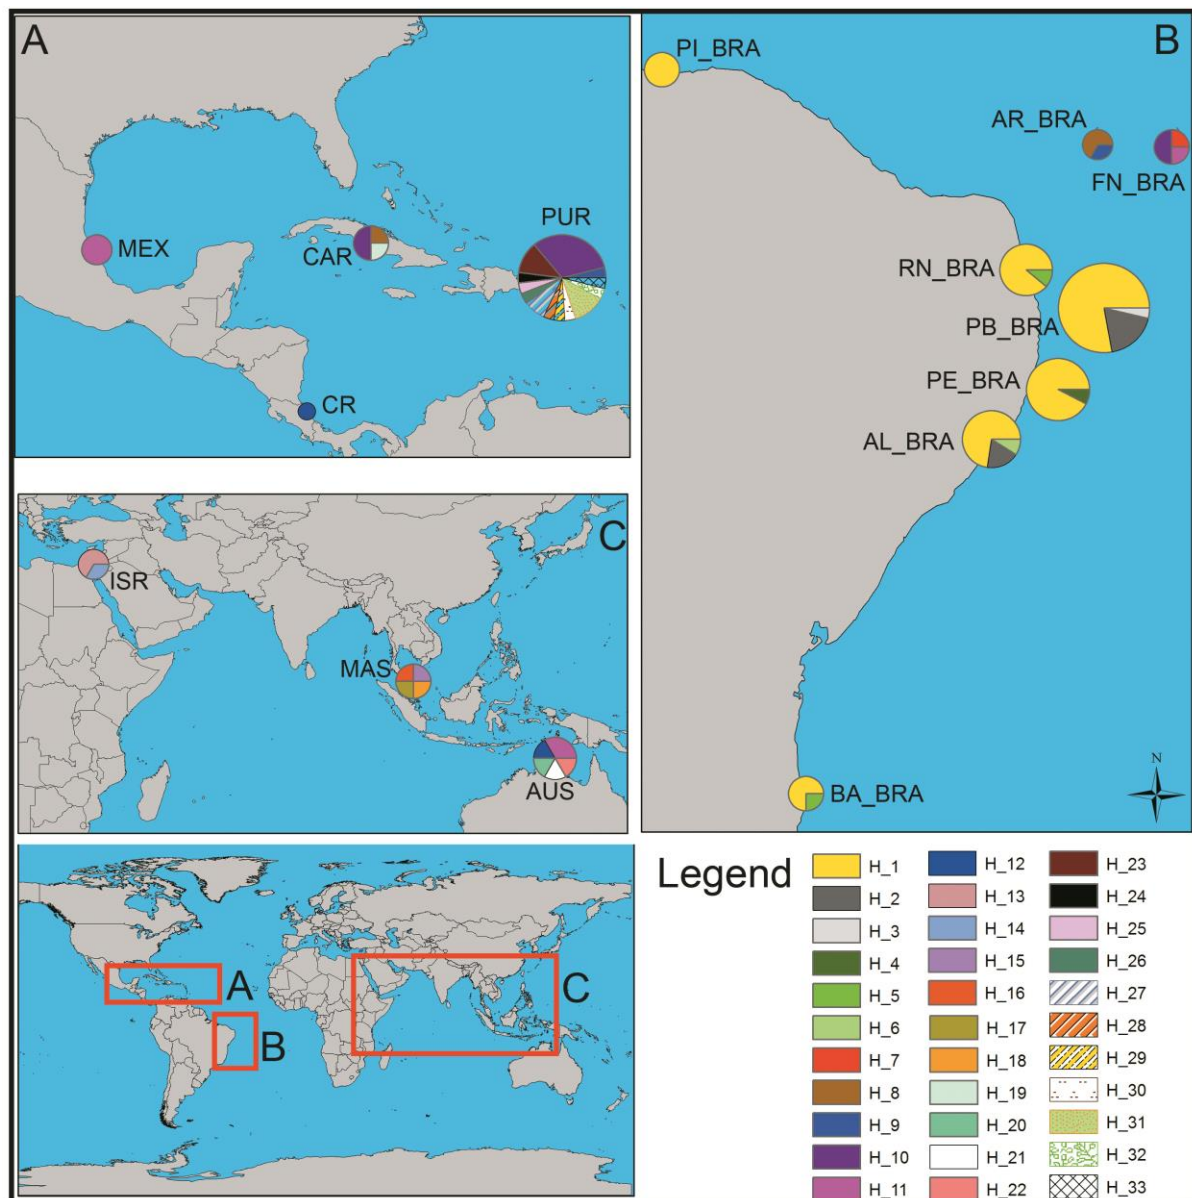 A
MEX
CAR
PUR
CR
B
PI_BRA
AR_BRA
FN_BRA
RN_BRA
PB_BRA
PE_BRA
AL_BRA
BA_BRA
N
C
ISR
MAS
AUS
A
B
C
Legend
H_1
H_2
H_3
H_4
H_5
H_6
H_7
H_8
H_9
H_10
H_11
H_12
H_13
H_14
H_15
H_16
H_17
H_18
H_19
H_20
H_21
H_22
H_23
H_24
H_25
H_26
H_27
H_28
H_29
H_30
H_31
H_32
H_33